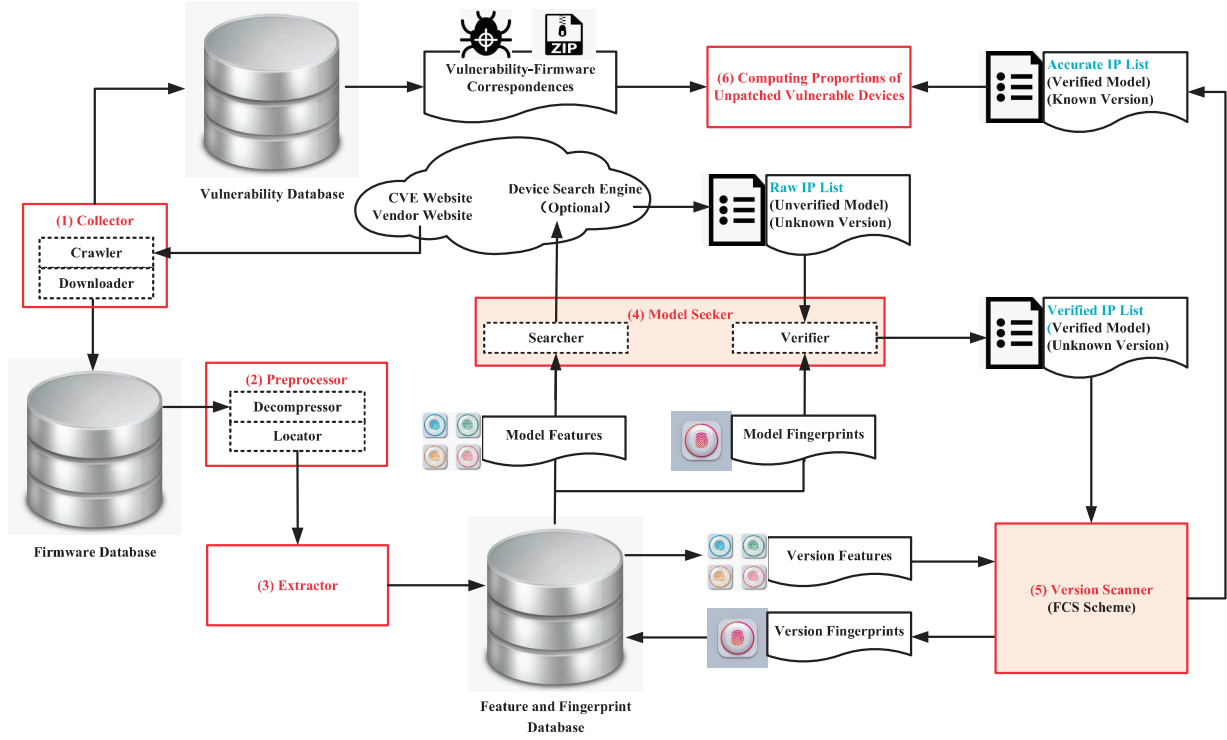 ZIP
Vulnerability-Firmware
Correspondences
(6) Computing Proportions of
Unpatched Vulnerable Devices
Accurate IP List
(Verified Model)
(Known Version)
Vulnerability Database
CVE Website
Vendor Website
Device Search Engine
(Optional)
Raw IP List
(Unverified Model)
(Unknown Version)
(1) Collector
Crawler
Downloader
(4) Model Seeker
Searcher
Verifier
Verified IP List
(Verified Model)
(Unknown Version)
(2) Preprocessor
Decompressor
Locator
Model Features
Model Fingerprints
Firmware Database
(3) Extractor
Version Features
(5) Version Scanner
(FCS Scheme)
Version Fingerprints
Feature and Fingerprint
Database